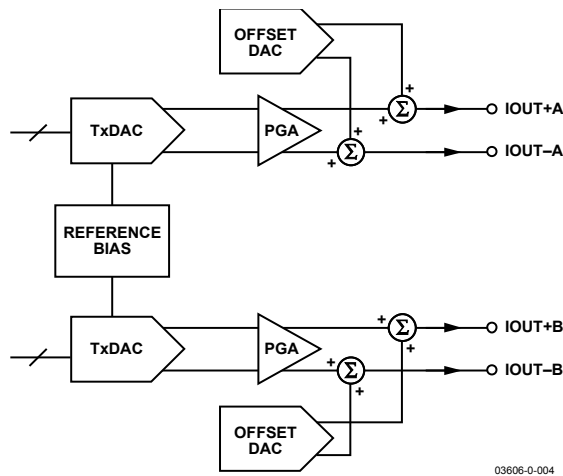 OFFSET
DAC
+
+
Σ
IOUT+A
TxDAC
PGA
+
+
Σ
IOUT–A
REFERENCE
BIAS
TxDAC
PGA
+
Σ
+
IOUT+B
+
Σ
+
IOUT–B
OFFSET
DAC
03606-0-004